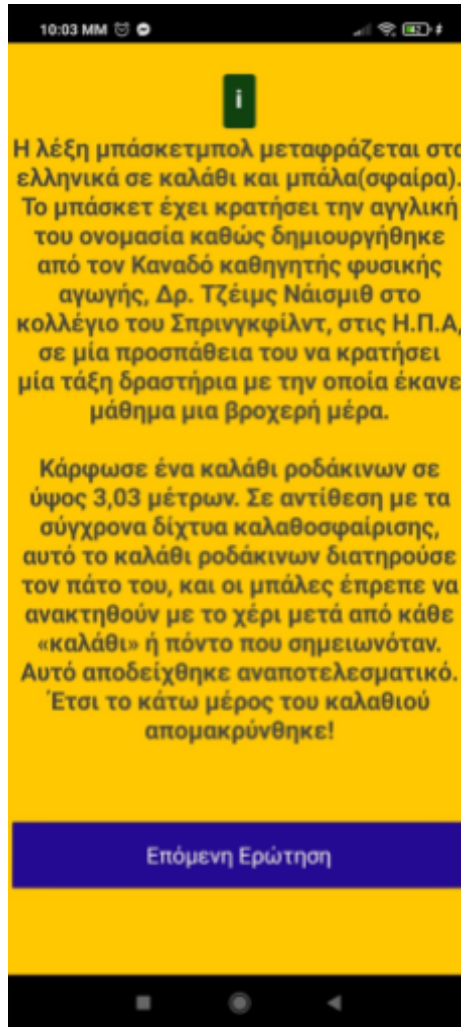 10:03 ΜΜ
42
i
Η λέξη μπάσκετμπολ μεταφράζεται στα
ελληνικά σε καλάθι και μπάλα(σφαίρα).
Το μπάσκετ έχει κρατήσει την αγγλική
του ονομασία καθώς δημιουργήθηκε
από τον Καναδό καθηγητής φυσικής
αγωγής, Δρ. Τζέιμς Νάισμιθ στο
κολλέγιο του Σπρινγκφίλντ, στις Η.Π.Α,
σε μία προσπάθεια του να κρατήσει
μία τάξη δραστήρια με την οποία έκανε
μάθημα μια βροχερή μέρα.
Κάρφωσε ένα καλάθι ροδάκινων σε
ύψος 3,03 μέτρων. Σε αντίθεση με τα
σύγχρονα δίχτυα καλαθοσφαίρισης,
αυτό το καλάθι ροδάκινων διατηρούσε
τον πάτο του, και οι μπάλες έπρεπε να
ανακτηθούν με το χέρι μετά από κάθε
«καλάθι» ή πόντο που σημειωνόταν.
Αυτό αποδείχθηκε αναποτελεσματικό.
Έτσι το κάτω μέρος του καλαθιού
απομακρύνθηκε!
Επόμενη Ερώτηση